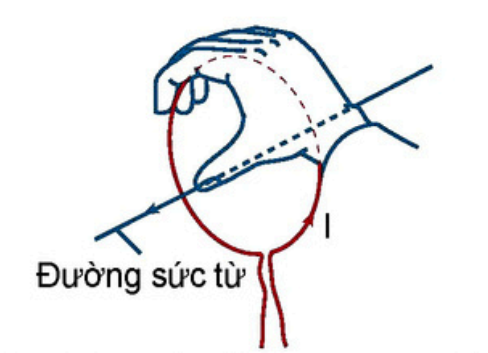 I
Đường sức từ